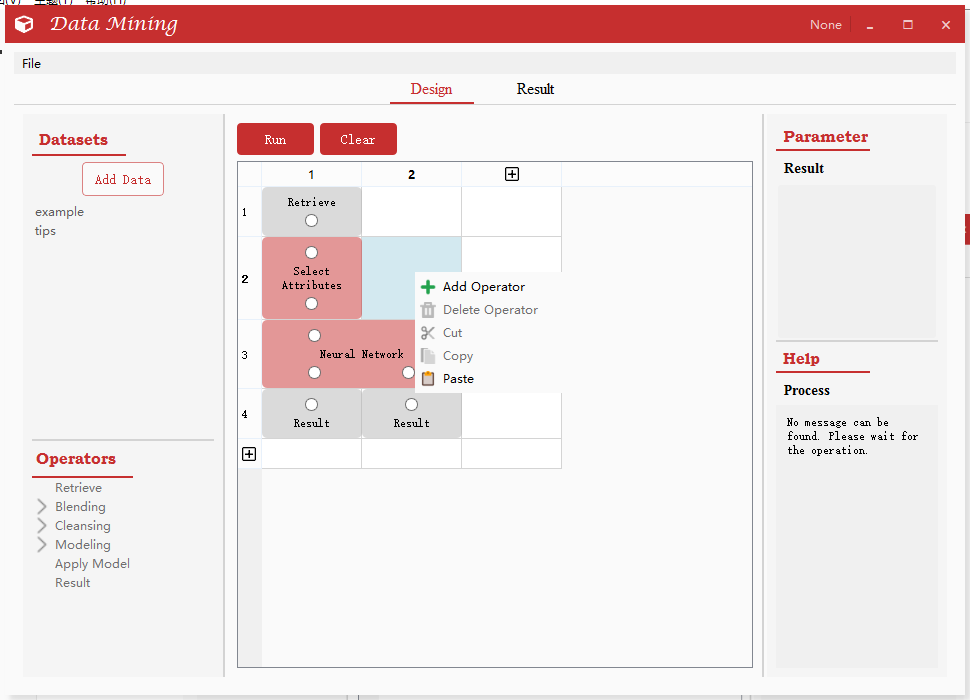 Data Mining
None
File
Design
Result
Datasets
Add Data
example
tips
Operators
Retrieve
Blending
Cleansing
Modeling
Apply Model
Result
Run
Clear
1
2
1
Retrieve
2
Select
Attributes
3
Neural Network
4
Result
Result
Add Operator
Delete Operator
Cut
Copy
Paste
Parameter
Result
Help
Process
No message can be
found. Please wait for
the operation.